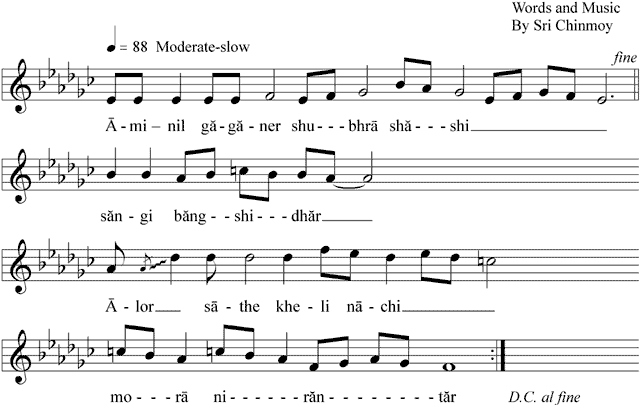 Words and Music
By Sri Chinmoy
= 88 Moderate-slow
fine
Ā-mi – nil gă-gă-ner shu---bhrā shă---shi
săn-gi băng-shi---dhăr
Ā-lor sā-the khe-li nā-chi
mo---rā ni-----răn--------tăr
D.C. al fine